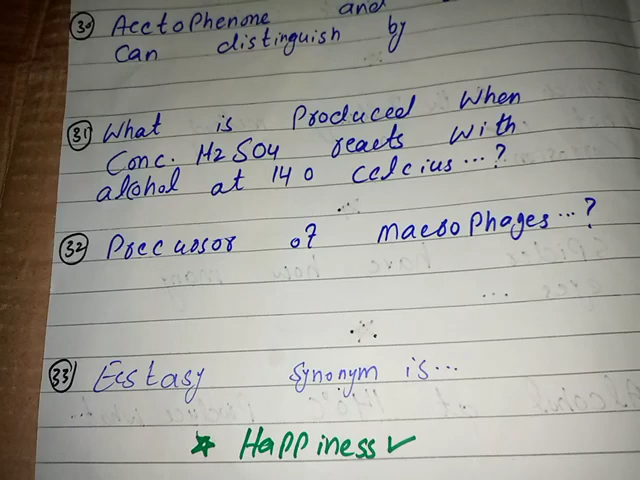 30 Acetophenone and
can distinguish by
31 What is Produced When
Conc. H2SO4 reacts With
alcohol at 140 celcius...?
32 Precursor of macrophages...?
33 Ecstasy Synonym is...
* Happiness ✓